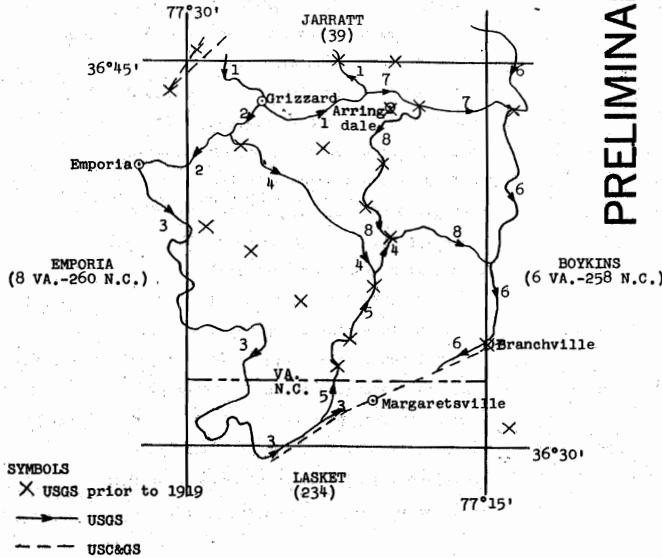 77°30'
JARRATT
(39)
PRELIMINA
36°45'
1
1
7
6
Grizzard
2
1
Arring
dale
7
8
Emporia
2
4
6
3
8
4
8
4
EMPORIA
(8 VA.-260 N.C.)
BOYKINS
(6 VA.-258 N.C.)
5
6
3
6
Branchville
VA.
N.C.
5
3
Margaretsville
3
36°30'
LASKET
(234)
77°15'
SYMBOLS
USGS prior to 1919
USGS
USC&GS